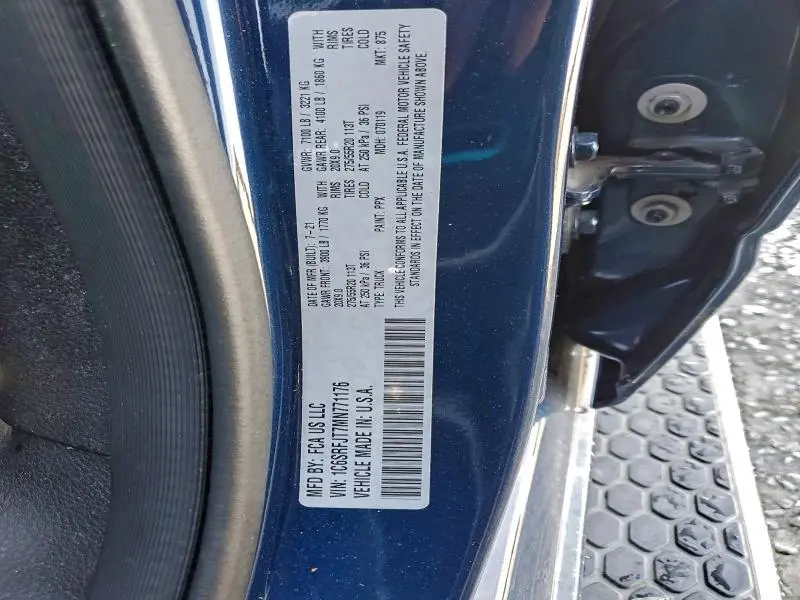 MFD BY: FCA US LLC
VIN: 1C6SRFJT7MN771176
VEHICLE MADE IN: U.S.A.
DATE OF MFR (BUILT): 7-21 GVWR: 7100 LB / 3221 KG
GAWR FRONT: 3900 LB / 1770 KG WITH GAWR REAR: 4100 LB / 1860 KG WITH
20X9.0 RIMS 20X9.0 RIMS
275/55R20 113T TIRES 275/55R20 113T TIRES
AT 250 kPa / 36 PSI COLD AT 250 kPa / 36 PSI COLD
TYPE: TRUCK PAINT: PPX MDH: 070119 MKT: 875
THIS VEHICLE CONFORMS TO ALL APPLICABLE U.S.A. FEDERAL MOTOR VEHICLE SAFETY
STANDARDS IN EFFECT ON THE DATE OF MANUFACTURE SHOWN ABOVE.